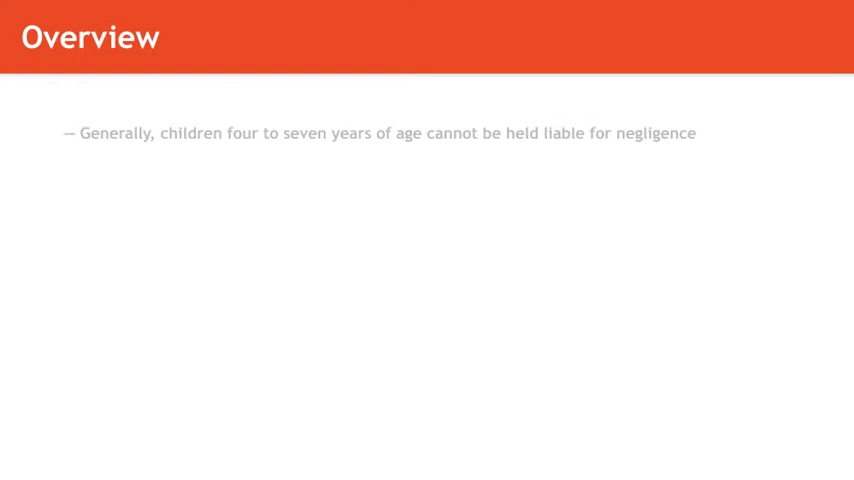 Overview
— Generally, children four to seven years of age cannot be held liable for negligence